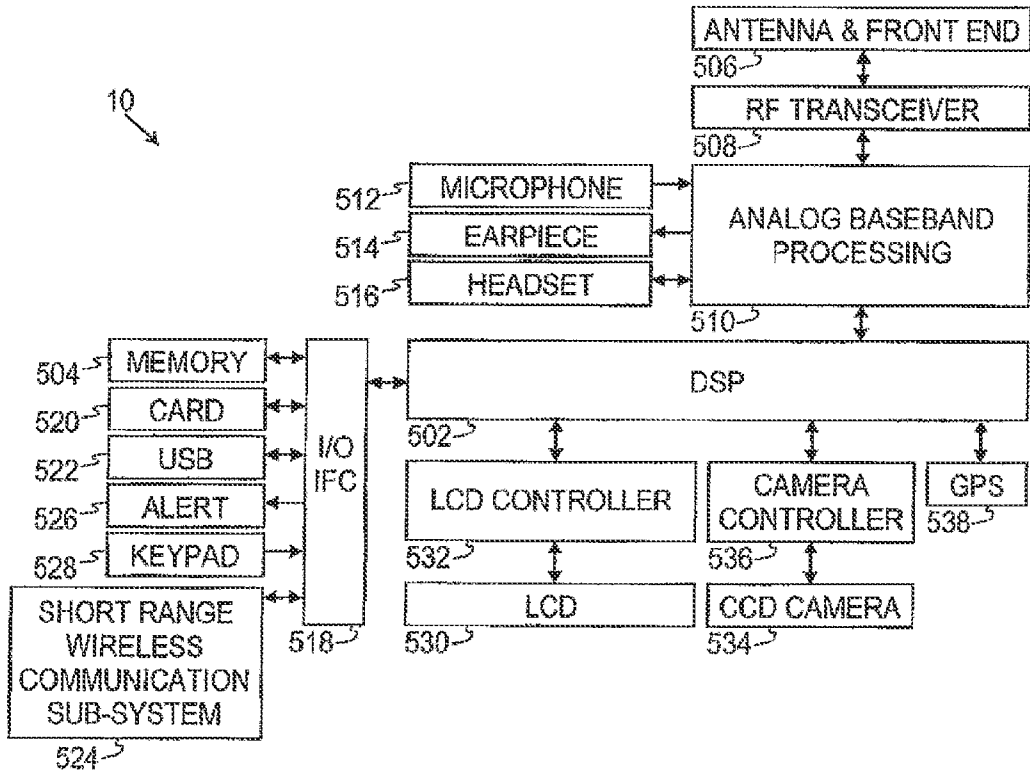 ANTENNA & FRONT END
506
10
RF TRANSCEIVER
508
512
MICROPHONE
ANALOG BASEBAND
PROCESSING
514
EARPIECE
516
HEADSET
510
504
MEMORY
DSP
520
CARD
502
522
USB
I/O
IFC
LCD CONTROLLER
CAMERA
CONTROLLER
GPS
526
ALERT
538
528
KEYPAD
532
536
SHORT RANGE
WIRELESS
COMMUNICATION
SUB-SYSTEM
518
LCD
CCD CAMERA
530
534
524